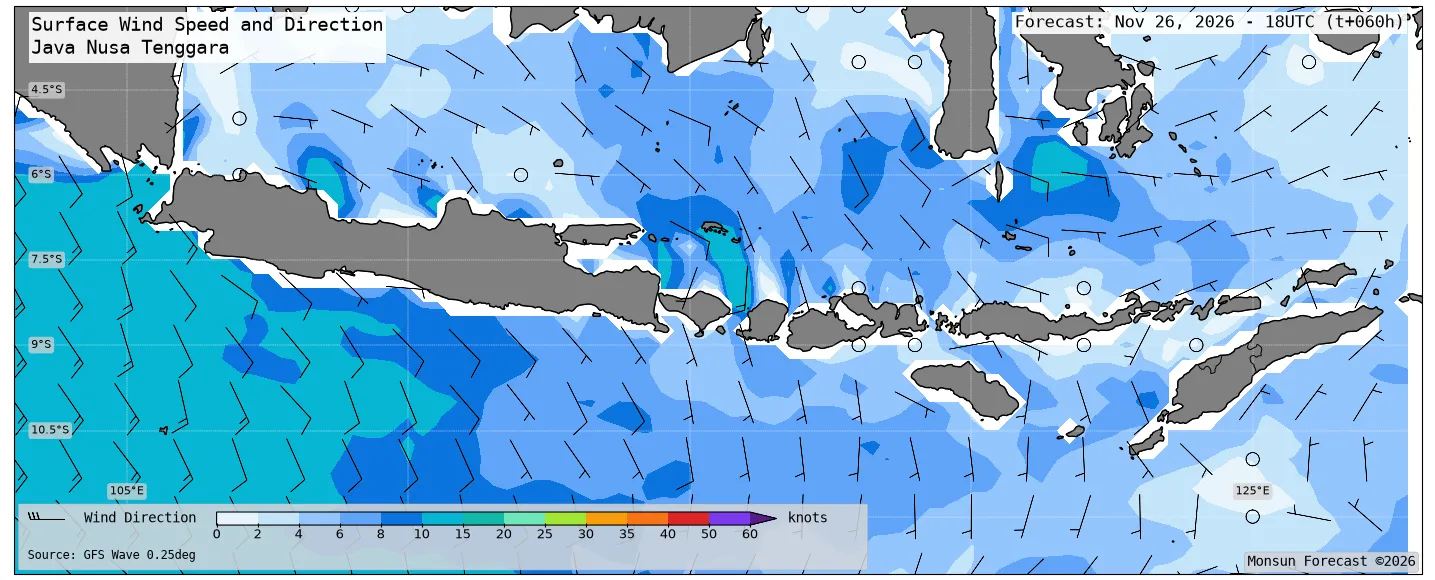 Surface Wind Speed and Direction
Java Nusa Tenggara
Forecast: Nov 26, 2026 - 18UTC (t+060h)
4.5°S
6°S
7.5°S
9°S
10.5°S
105°E
125°E
Wind Direction
0 2 4 6 8 10 15 20 25 30 35 40 50 60
knots
Source: GFS Wave 0.25deg
Monsun Forecast ©2026